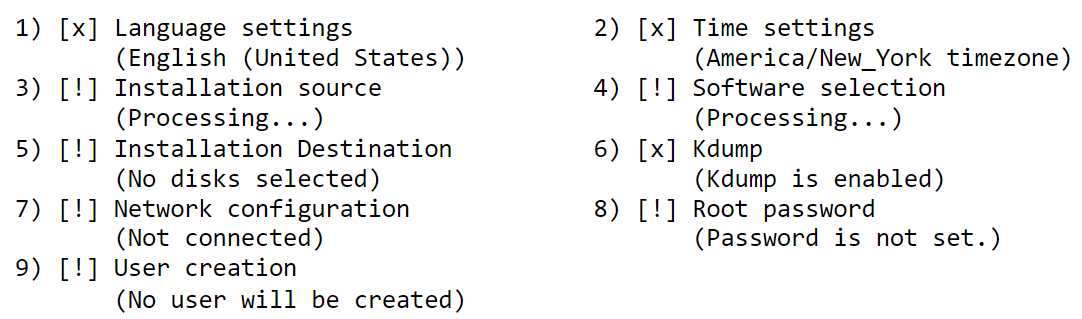 1) [x] Language settings 2) [x] Time settings
(English (United States)) (America/New_York timezone)
3) [!] Installation source 4) [!] Software selection
(Processing...) (Processing...)
5) [!] Installation Destination 6) [x] Kdump
(No disks selected) (Kdump is enabled)
7) [!] Network configuration 8) [!] Root password
(Not connected) (Password is not set.)
9) [!] User creation
(No user will be created)